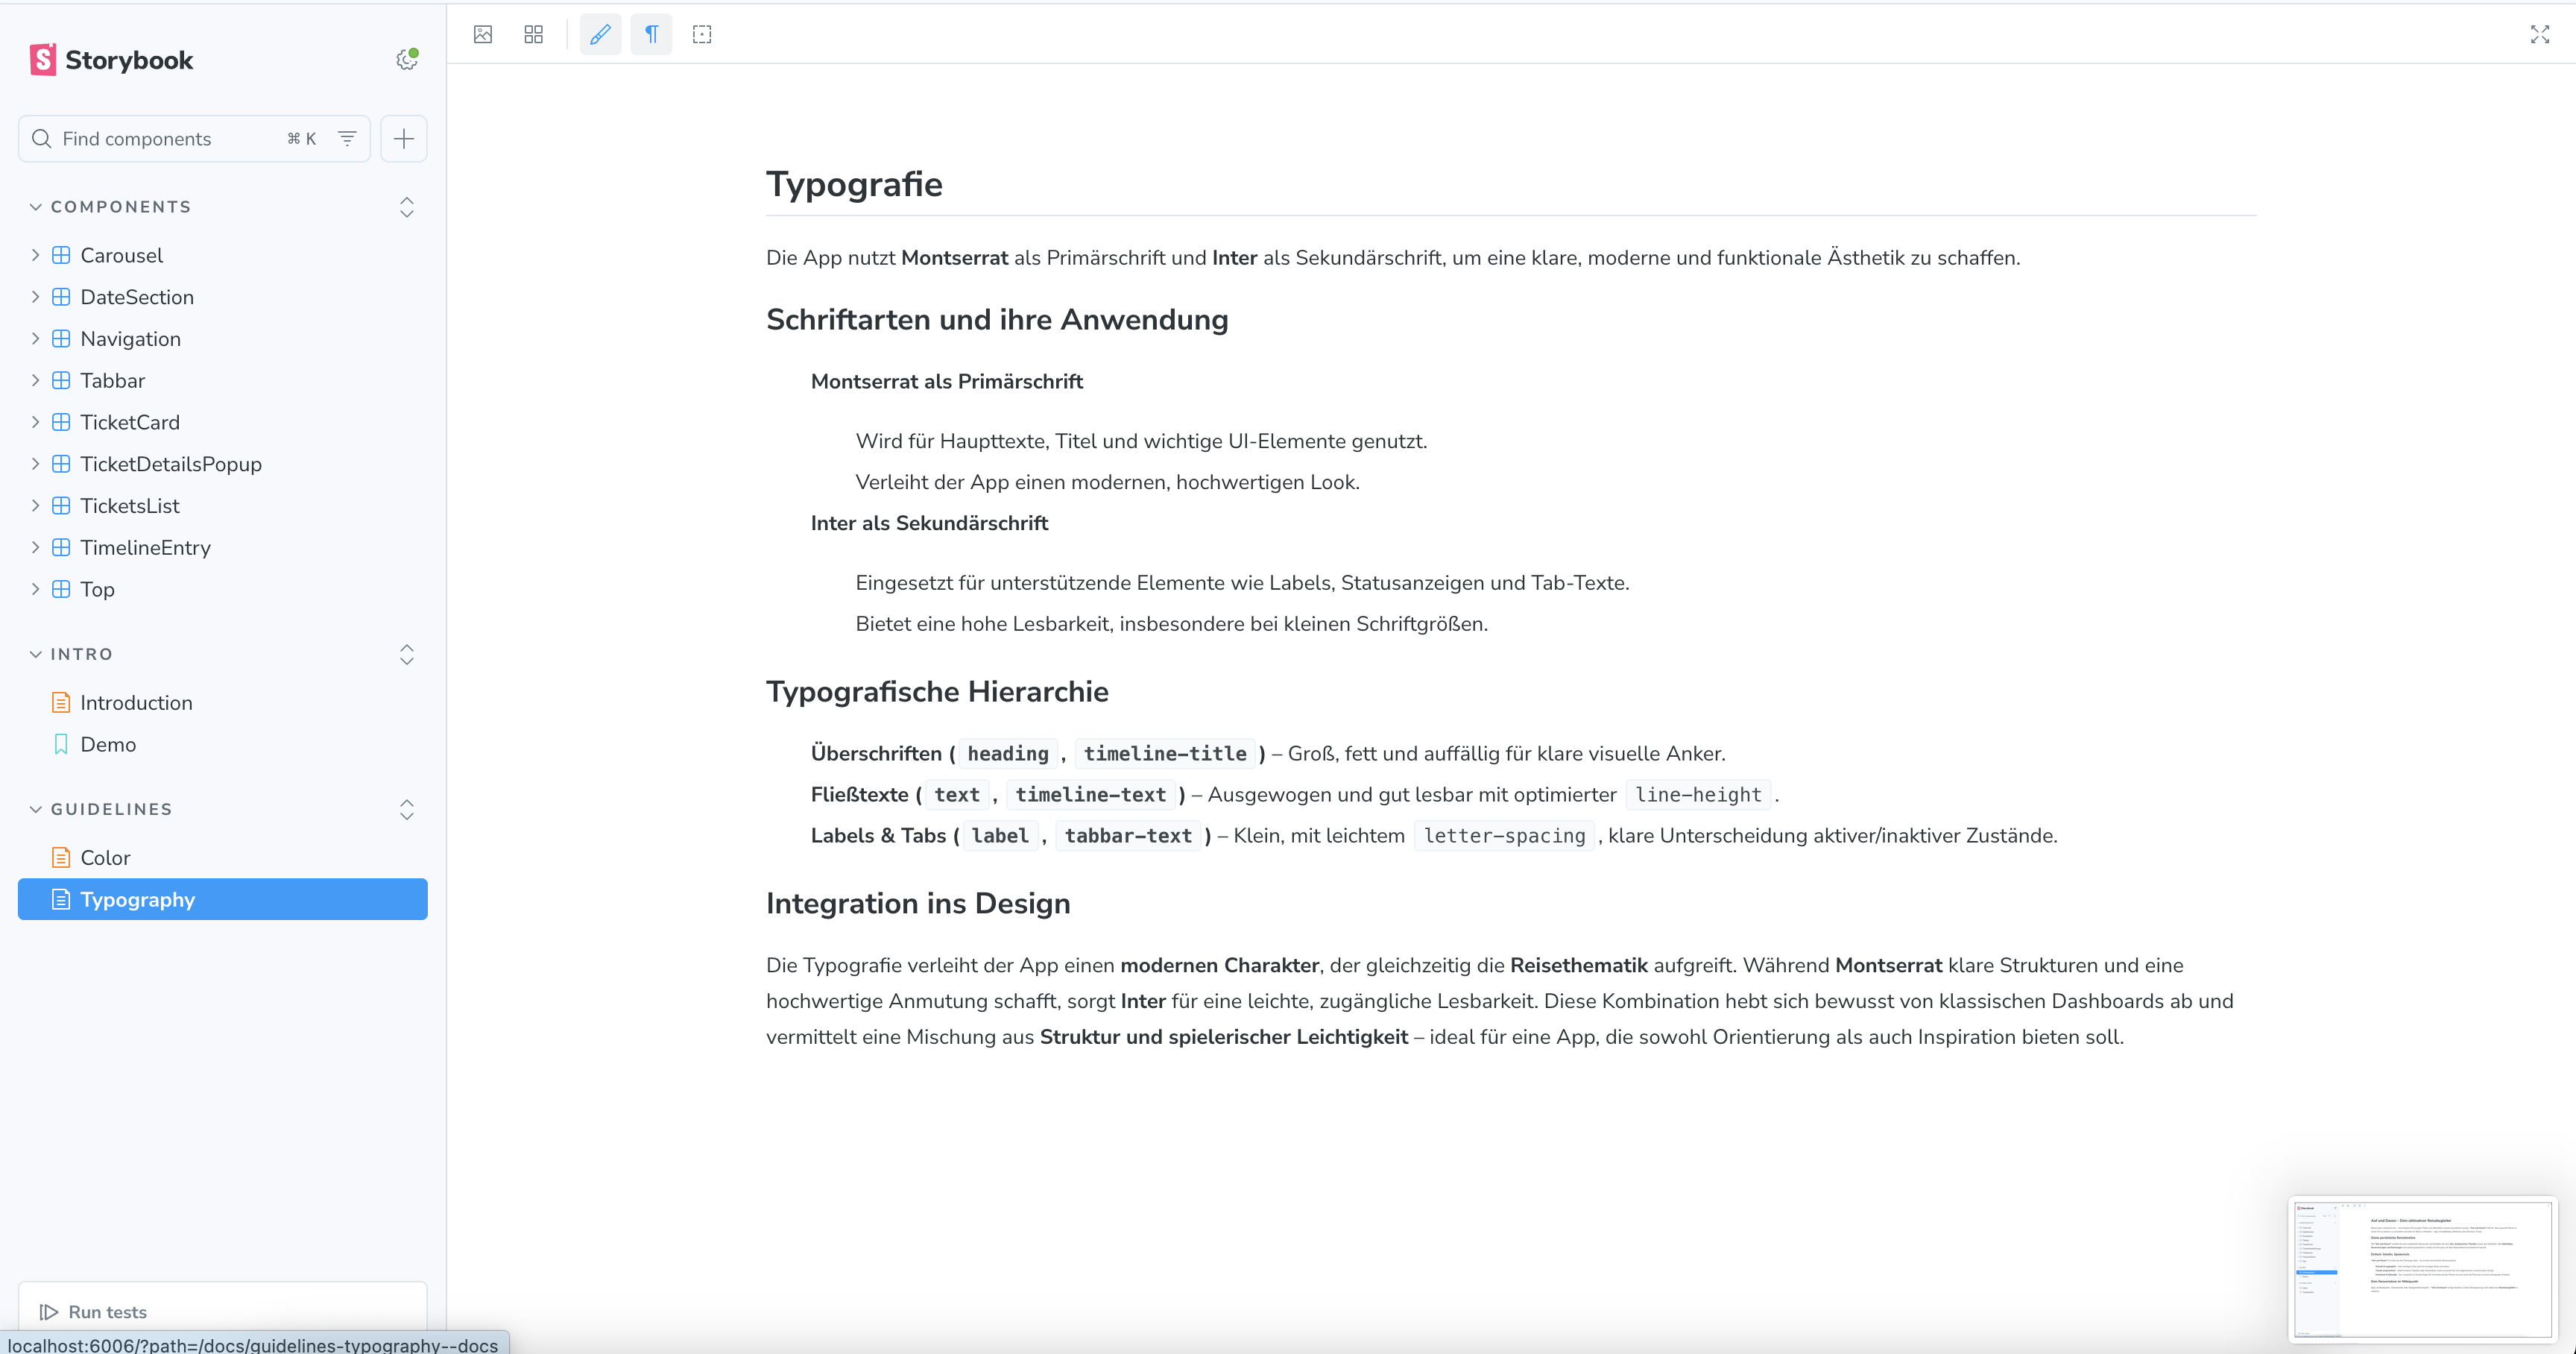 Storybook
Find components ⌘ K
COMPONENTS
Carousel
DateSection
Navigation
Tabbar
TicketCard
TicketDetailsPopup
TicketsList
TimelineEntry
Top
INTRO
Introduction
Demo
GUIDELINES
Color
Typography
Run tests
localhost:6006/?path=/docs/guidelines-typography--docs
Typografie
Die App nutzt Montserrat als Primärschrift und Inter als Sekundärschrift, um eine klare, moderne und funktionale Ästhetik zu schaffen.
Schriftarten und ihre Anwendung
Montserrat als Primärschrift
Wird für Haupttexte, Titel und wichtige UI-Elemente genutzt.
Verleiht der App einen modernen, hochwertigen Look.
Inter als Sekundärschrift
Eingesetzt für unterstützende Elemente wie Labels, Statusanzeigen und Tab-Texte.
Bietet eine hohe Lesbarkeit, insbesondere bei kleinen Schriftgrößen.
Typografische Hierarchie
Überschriften ( heading , timeline-title ) – Groß, fett und auffällig für klare visuelle Anker.
Fließtexte ( text , timeline-text ) – Ausgewogen und gut lesbar mit optimierter line-height .
Labels & Tabs ( label , tabbar-text ) – Klein, mit leichtem letter-spacing , klare Unterscheidung aktiver/inaktiver Zustände.
Integration ins Design
Die Typografie verleiht der App einen modernen Charakter, der gleichzeitig die Reisethematik aufgreift. Während Montserrat klare Strukturen und eine
hochwertige Anmutung schafft, sorgt Inter für eine leichte, zugängliche Lesbarkeit. Diese Kombination hebt sich bewusst von klassischen Dashboards ab und
vermittelt eine Mischung aus Struktur und spielerischer Leichtigkeit – ideal für eine App, die sowohl Orientierung als auch Inspiration bieten soll.